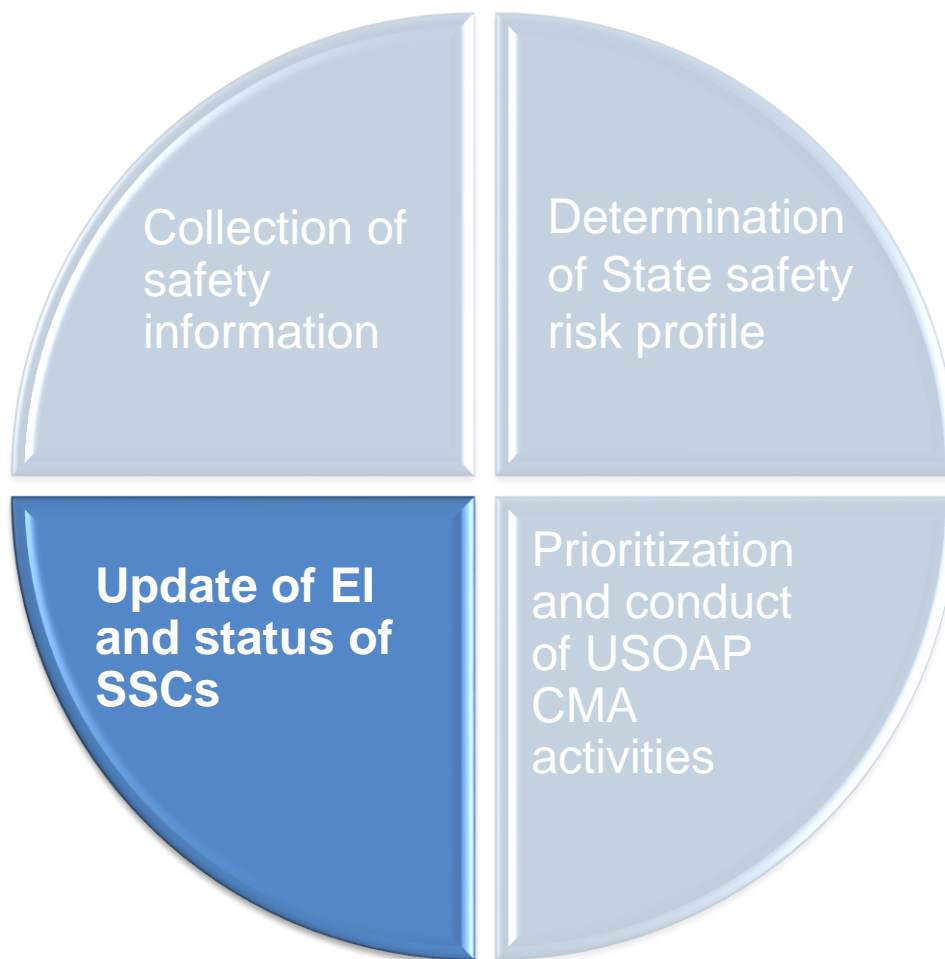 Collection of
safety
information
Determination
of State safety
risk profile
Update of EI
and status of
SSCs
Prioritization
and conduct
of USOAP
CMA
activities